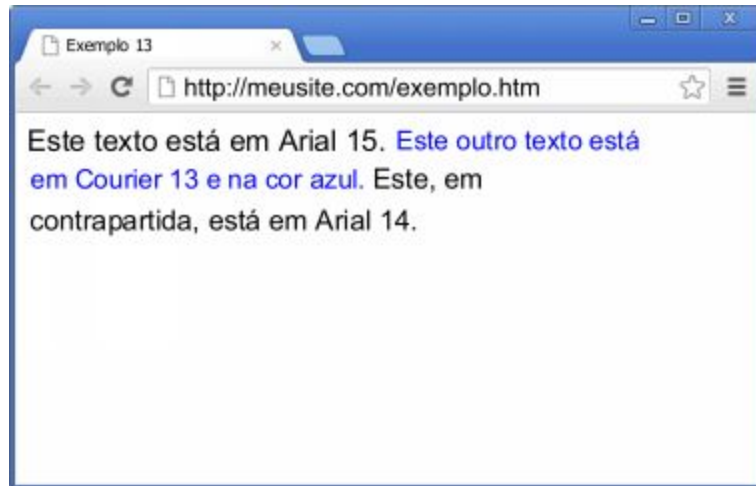 Exemplo 13
http://meusite.com/exemplo.htm
Este texto está em Arial 15. Este outro texto está
em Courier 13 e na cor azul. Este, em
contrapartida, está em Arial 14.